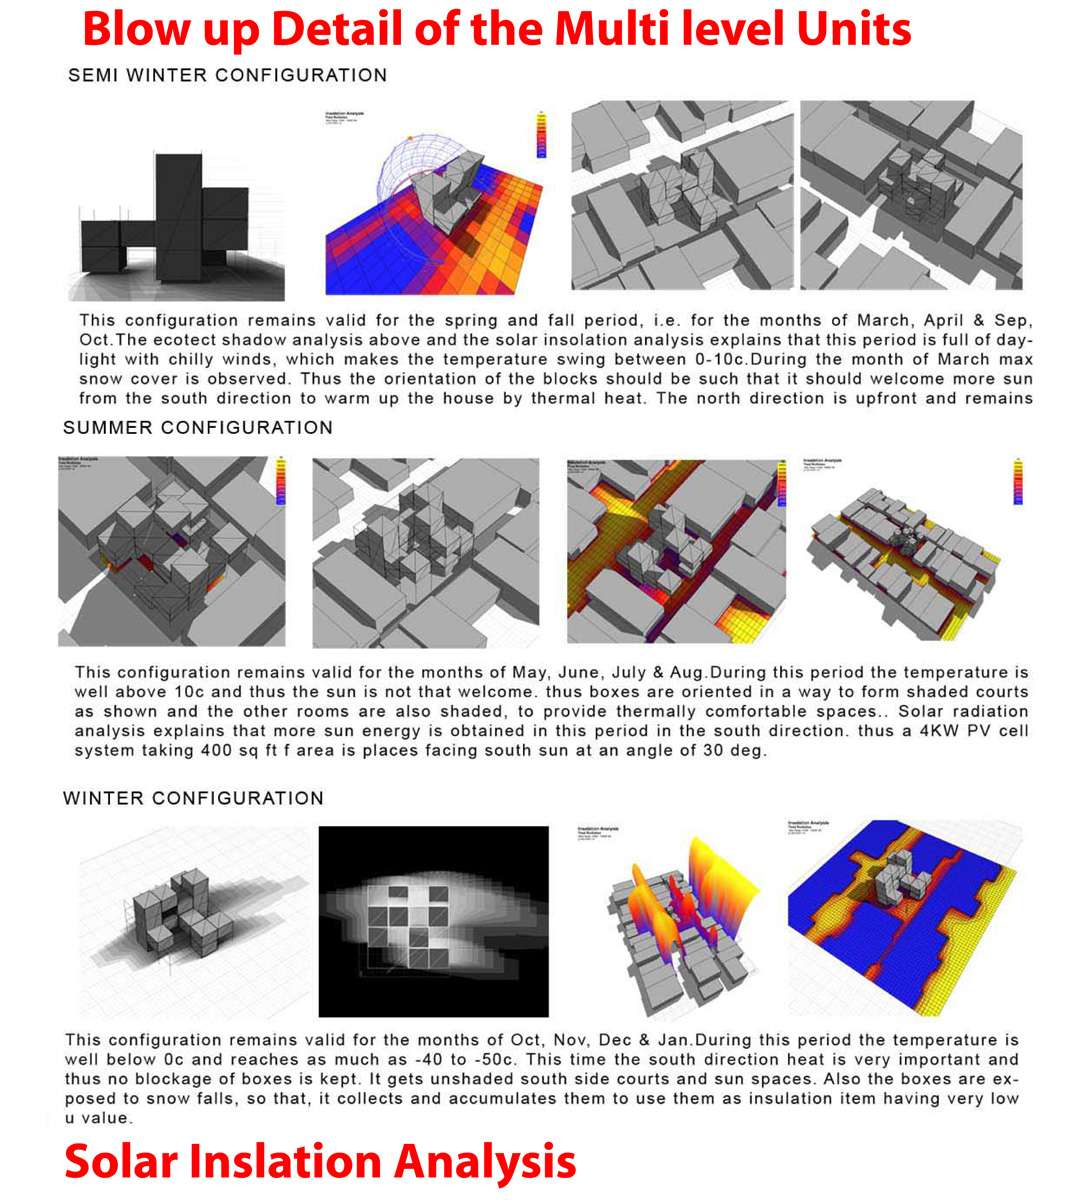 Blow up Detail of the Multi level Units
SEMI WINTER CONFIGURATION
Insolation Analysis
This configuration remains valid for the spring and fall period, i.e. for the months of March, April & Sep,
Oct.The ecotect shadow analysis above and the solar insolation analysis explains that this period is full of day-
light with chilly winds, which makes the temperature swing between 0-10c.During the month of March max
snow cover is observed. Thus the orientation of the blocks should be such that it should welcome more sun
from the south direction to warm up the house by thermal heat. The north direction is upfront and remains
SUMMER CONFIGURATION
Insolation Analysis
Insolation Analysis
Insolation Analysis
This configuration remains valid for the months of May, June, July & Aug.During this period the temperature is
well above 10c and thus the sun is not that welcome. thus boxes are oriented in a way to form shaded courts
as shown and the other rooms are also shaded, to provide thermally comfortable spaces.. Solar radiation
analysis explains that more sun energy is obtained in this period in the south direction. thus a 4KW PV cell
system taking 400 sq ft f area is places facing south sun at an angle of 30 deg.
WINTER CONFIGURATION
Insolation Analysis
Insolation Analysis
This configuration remains valid for the months of Oct, Nov, Dec & Jan.During this period the temperature is
well below 0c and reaches as much as -40 to -50c. This time the south direction heat is very important and
thus no blockage of boxes is kept. It gets unshaded south side courts and sun spaces. Also the boxes are ex-
posed to snow falls, so that, it collects and accumulates them to use them as insulation item having very low
u value.
Solar Inslation Analysis